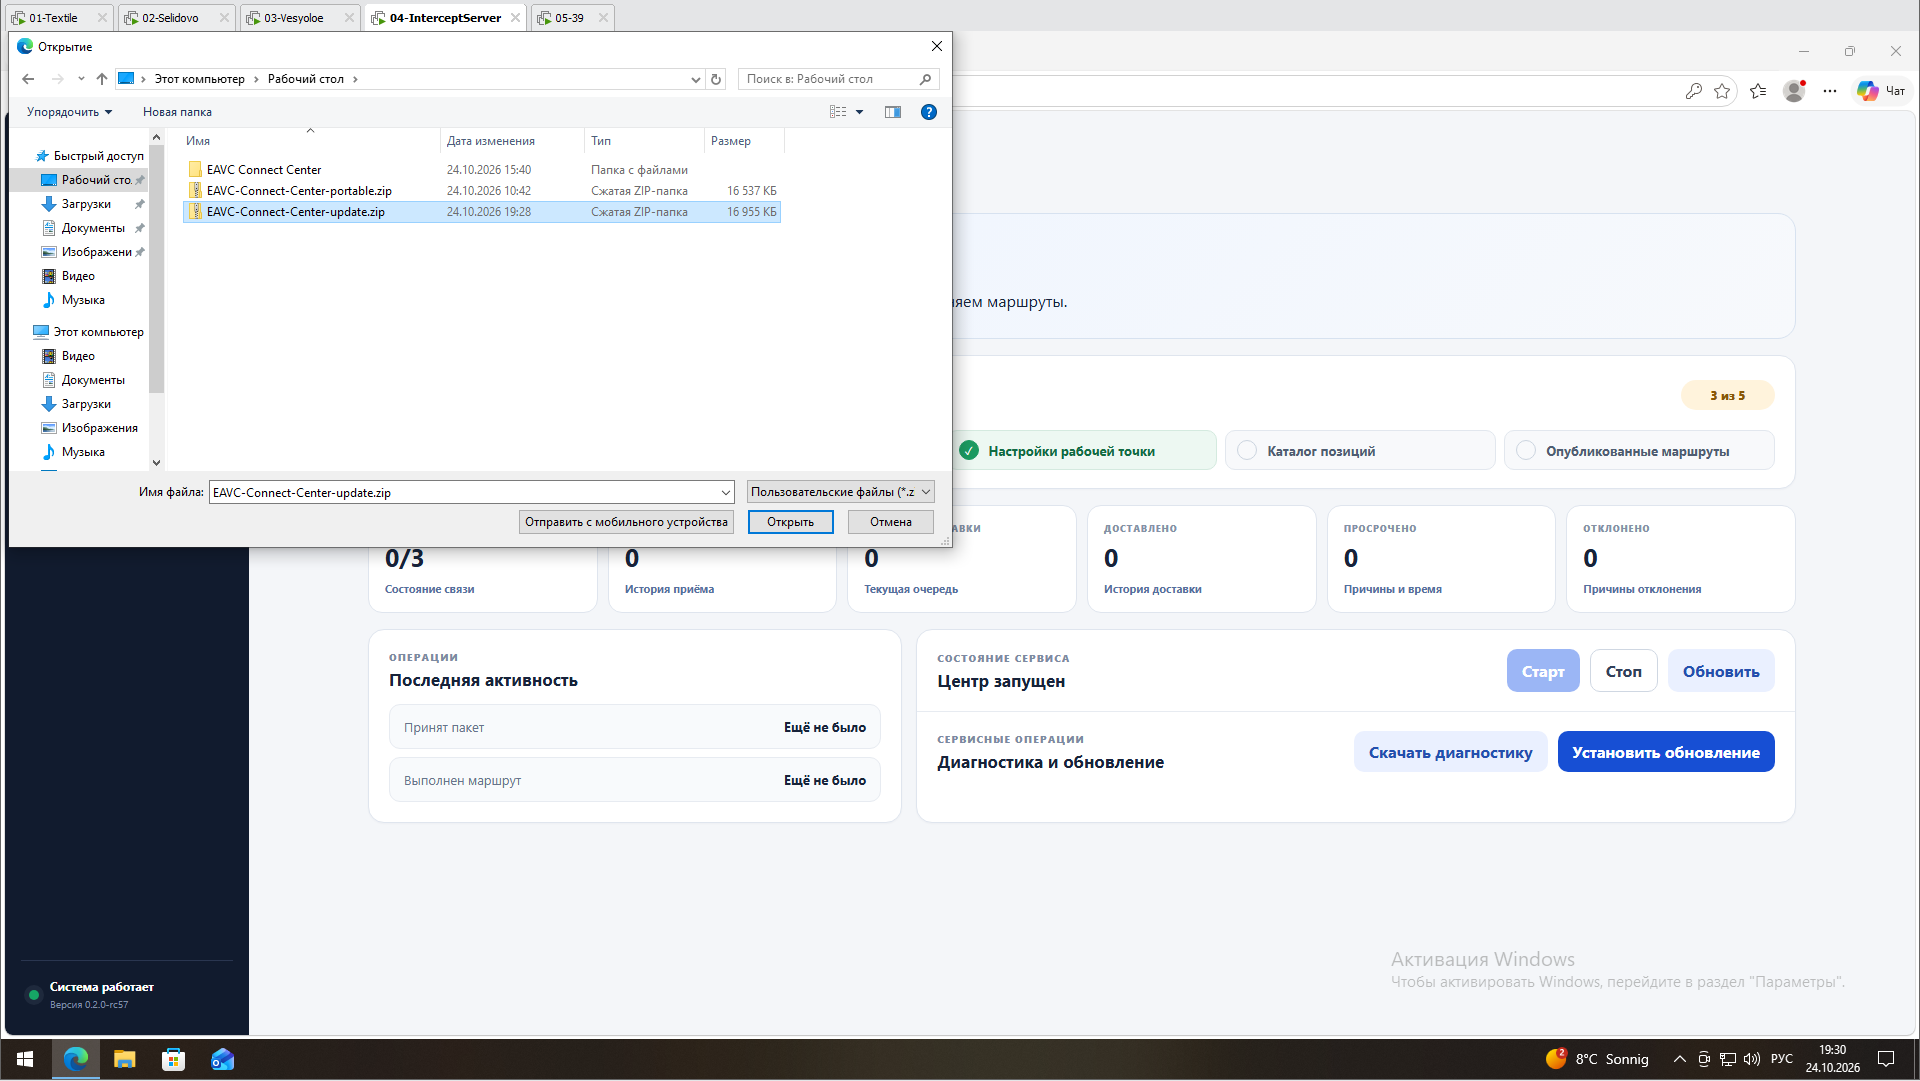 01-Textile
02-Selidovo
03-Vesyoloe
04-InterceptServer
05-39
Открытие
Этот компьютер
Рабочий стол
Поиск в: Рабочий стол
Чат
Упорядочить
Новая папка
Имя
Дата изменения
Тип
Размер
Быстрый доступ
Рабочий сто.
Загрузки
Документы
Изображени
Видео
Музыка
Этот компьютер
Видео
Документы
Загрузки
Изображения
Музыка
EAVC Connect Center 24.10.2026 15:40 Папка с файлами
EAVC-Connect-Center-portable.zip 24.10.2026 10:42 Сжатая ZIP-папка 16 537 КБ
EAVC-Connect-Center-update.zip 24.10.2026 19:28 Сжатая ZIP-папка 16 955 КБ
Имя файла: EAVC-Connect-Center-update.zip
Пользовательские файлы (*.z
Отправить с мобильного устройства
Открыть
Отмена
яем маршруты.
3 из 5
Настройки рабочей точки
Каталог позиций
Опубликованные маршруты
0/3
Состояние связи
0
История приёма
АВКИ
0
Текущая очередь
ДОСТАВЛЕНО
0
История доставки
ПРОСРОЧЕНО
0
Причины и время
ОТКЛОНЕНО
0
Причины отклонения
ОПЕРАЦИИ
Последняя активность
Принят пакет Ещё не было
Выполнен маршрут Ещё не было
СОСТОЯНИЕ СЕРВИСА
Центр запущен
Старт
Стоп
Обновить
СЕРВИСНЫЕ ОПЕРАЦИИ
Диагностика и обновление
Скачать диагностику
Установить обновление
Система работает
Версия 0.2.0-rc57
Активация Windows
Чтобы активировать Windows, перейдите в раздел "Параметры".
2
8°C Sonnig
РУС
19:30
24.10.2026